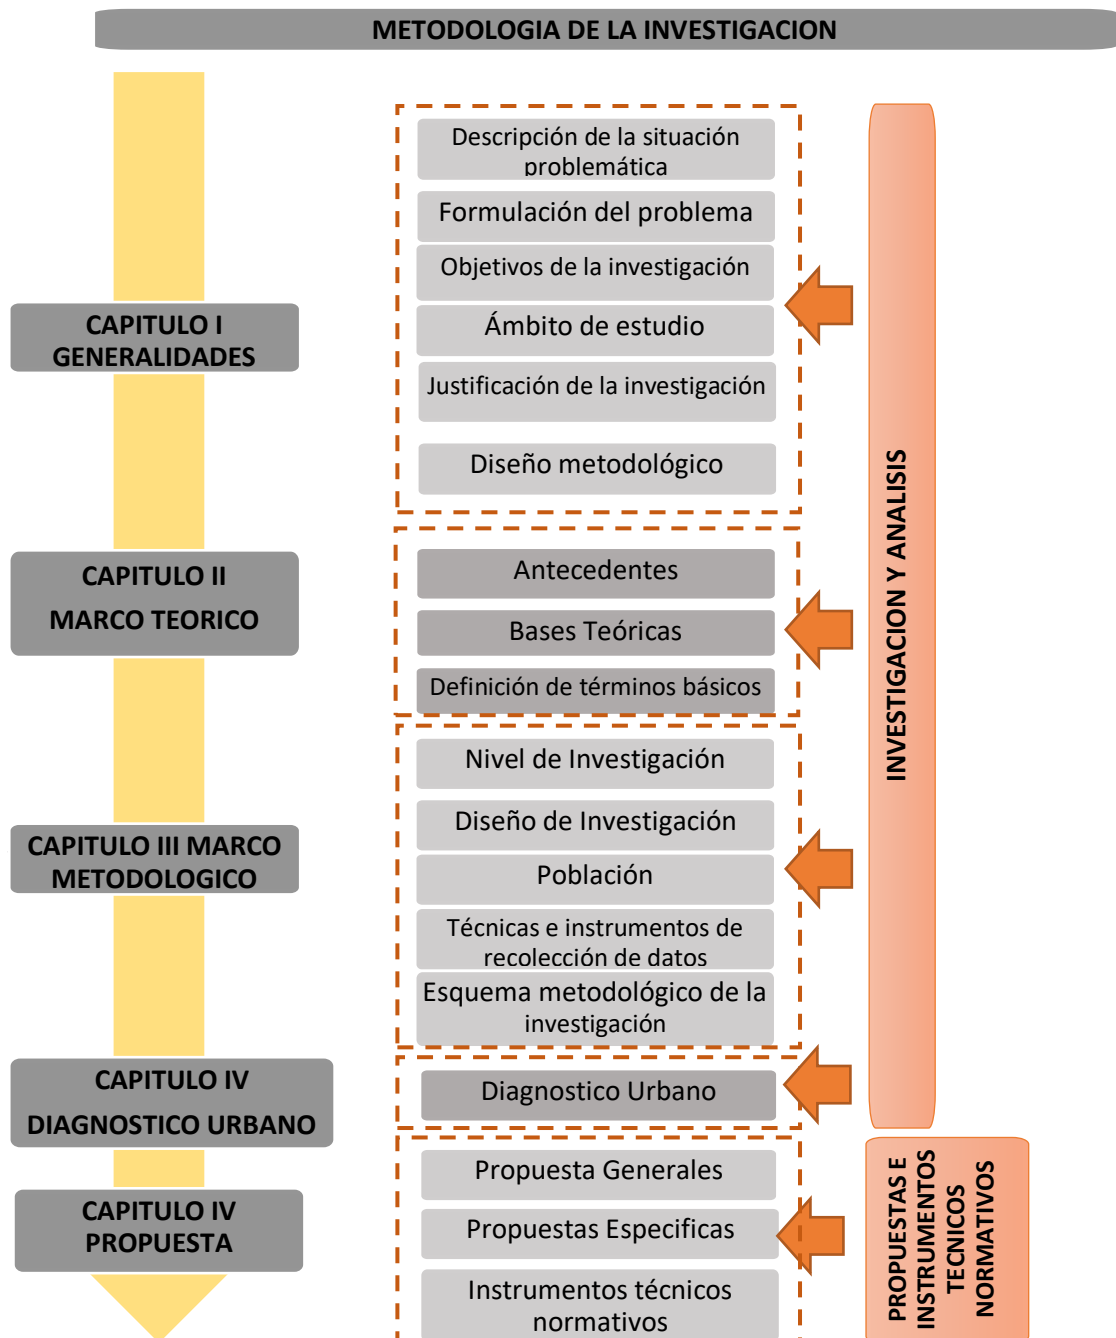 METODOLOGIA DE LA INVESTIGACION
CAPITULO I
GENERALIDADES
Descripción de la situación
problemática
Formulación del problema
Objetivos de la investigación
Ámbito de estudio
Justificación de la investigación
Diseño metodológico
CAPITULO II
MARCO TEORICO
Antecedentes
Bases Teóricas
Definición de términos básicos
CAPITULO III MARCO
METODOLOGICO
Nivel de Investigación
Diseño de Investigación
Población
Técnicas e instrumentos de
recolección de datos
Esquema metodológico de la
investigación
CAPITULO IV
DIAGNOSTICO URBANO
Diagnostico Urbano
CAPITULO IV
PROPUESTA
Propuesta Generales
Propuestas Especificas
Instrumentos técnicos
normativos
INVESTIGACION Y ANALISIS
PROPUESTAS E
INSTRUMENTOS
TECNICOS
NORMATIVOS